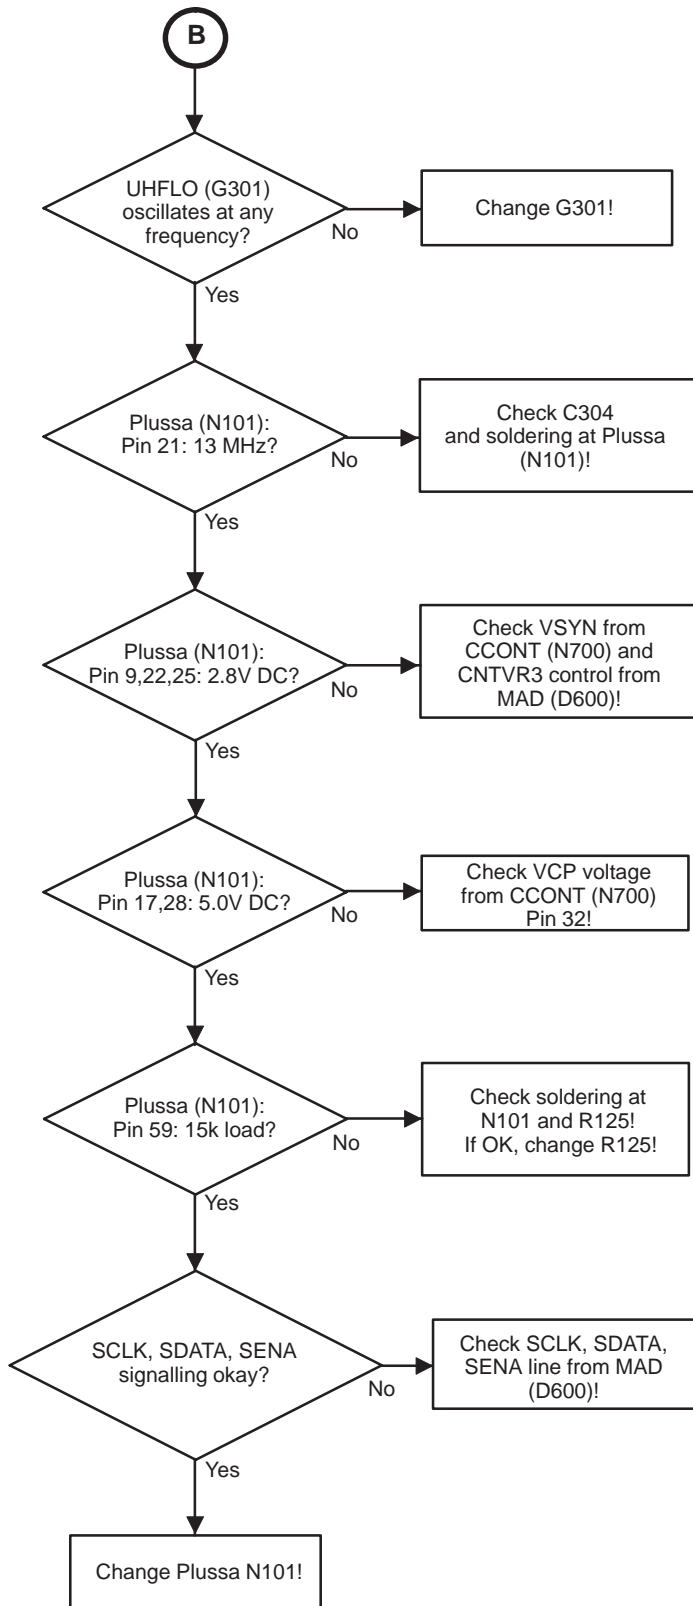 B
UHFLO (G301)
oscillates at any
frequency?
No
Change G301!
Yes
Plussa (N101):
Pin 21: 13 MHz?
No
Check C304
and soldering at Plussa
(N101)!
Yes
Plussa (N101):
Pin 9,22,25: 2.8V DC?
No
Check VSYN from
CCONT (N700) and
CNTVR3 control from
MAD (D600)!
Yes
Plussa (N101):
Pin 17,28: 5.0V DC?
No
Check VCP voltage
from CCONT (N700)
Pin 32!
Yes
Plussa (N101):
Pin 59: 15k load?
No
Check soldering at
N101 and R125!
If OK, change R125!
Yes
SCLK, SDATA, SENA
signalling okay?
No
Check SCLK, SDATA,
SENA line from MAD
(D600)!
Yes
Change Plussa N101!